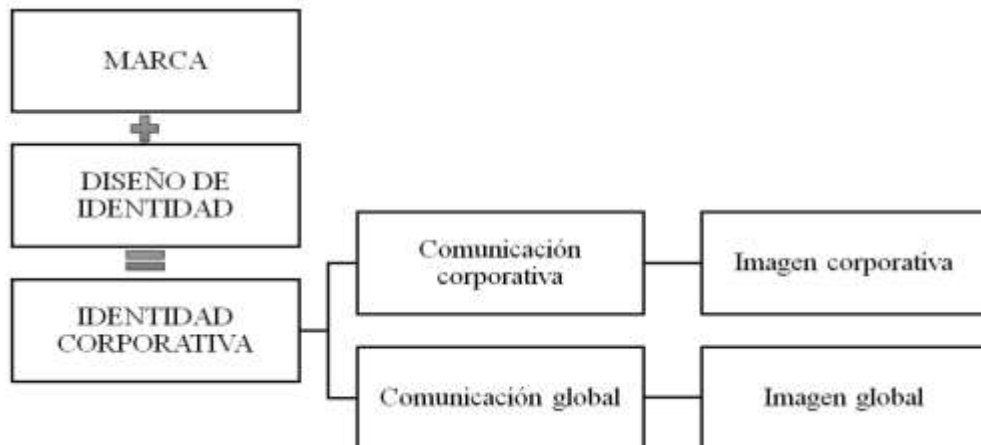 MARCA
DISEÑO DE
IDENTIDAD
IDENTIDAD
CORPORATIVA
Comunicación
corporativa
Imagen corporativa
Comunicación global
Imagen global